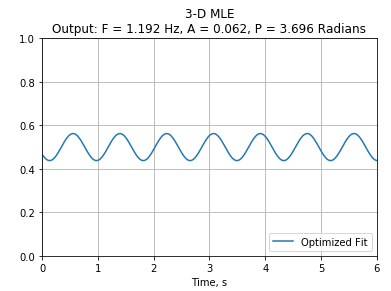 3-D MLE
Output: F = 1.192 Hz, A = 0.062, P = 3.696 Radians
1.0
0.8
0.6
0.4
0.2
0.0
Optimized Fit
0 1 2 3 4 5 6
Time, s